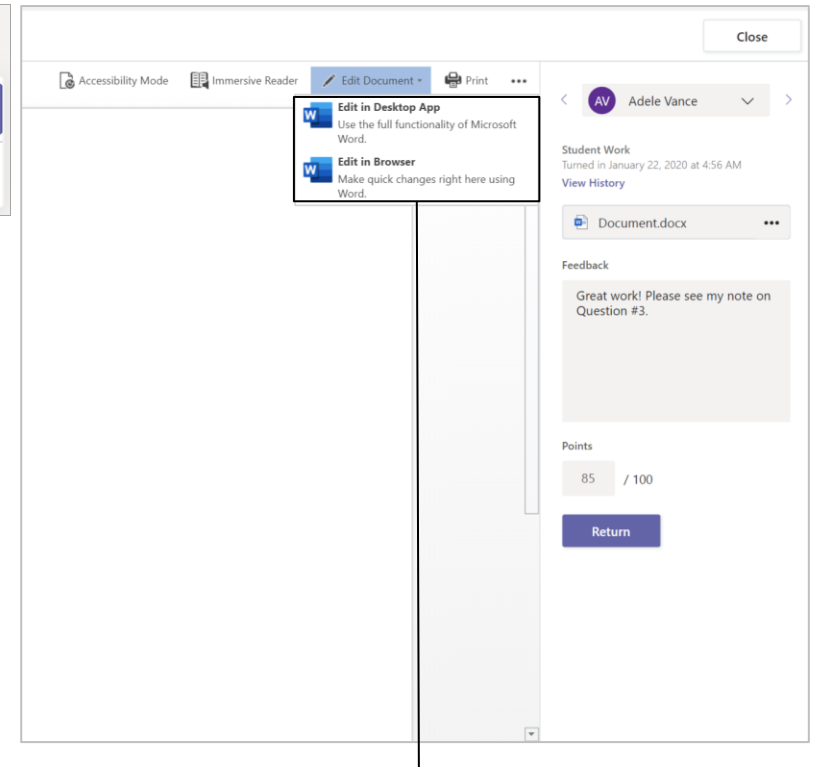 Close
Accessibility Mode Immersive Reader Edit Document Print •••
Edit in Desktop App
Use the full functionality of Microsoft
Word.
Edit in Browser
Make quick changes right here using
Word.
AV Adele Vance
Student Work
Turned in January 22, 2020 at 4:56 AM
View History
Document.docx •••
Feedback
Great work! Please see my note on
Question #3.
Points
85 / 100
Return